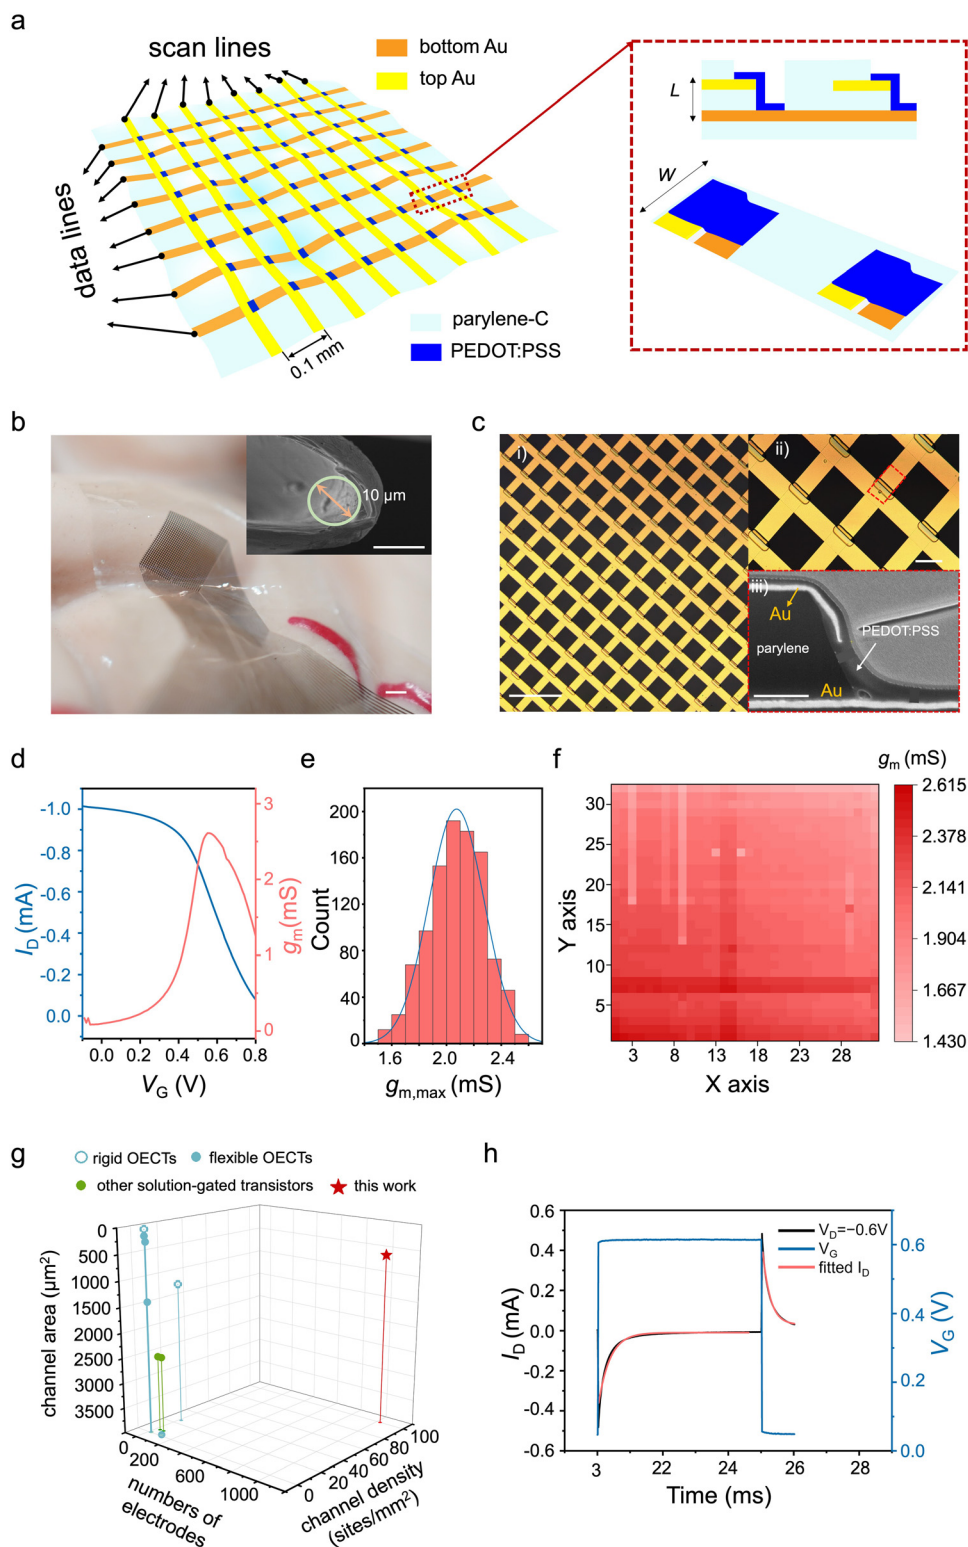 a
scan lines
bottom Au
top Au
data lines
0.1 mm
parylene-C
PEDOT:PSS
L
W
b
10 μm
c
i)
ii)
iii)
Au
PEDOT:PSS
parylene
Au
d
-1.0
-0.8
-0.6
-0.4
-0.2
0.0
I_D (mA)
0.0 0.4 0.6 0.8
V_G (V)
3
2
1
0
g_m(mS)
e
200
160
120
80
40
0
Count
1.6 2.0 2.4
g_m,max (mS)
f
g_m (mS)
30
25
20
15
10
5
Y axis
3 8 13 18 23 28
X axis
2.615
2.378
2.141
1.904
1.667
1.430
g
rigid OECTs
flexible OECTs
other solution-gated transistors
this work
0
500
1000
1500
2000
2500
3000
3500
channel area (μm²)
0
200
600
1000
numbers of
electrodes
0
20
40
60
80
100
channel density
(sites/mm²)
h
0.6
0.4
0.2
0.0
-0.2
-0.4
-0.6
I_D (mA)
V_D=−0.6V
V_G
fitted I_D
0.6
0.4
0.2
0.0
V_G (V)
3 22 24 26 28
Time (ms)